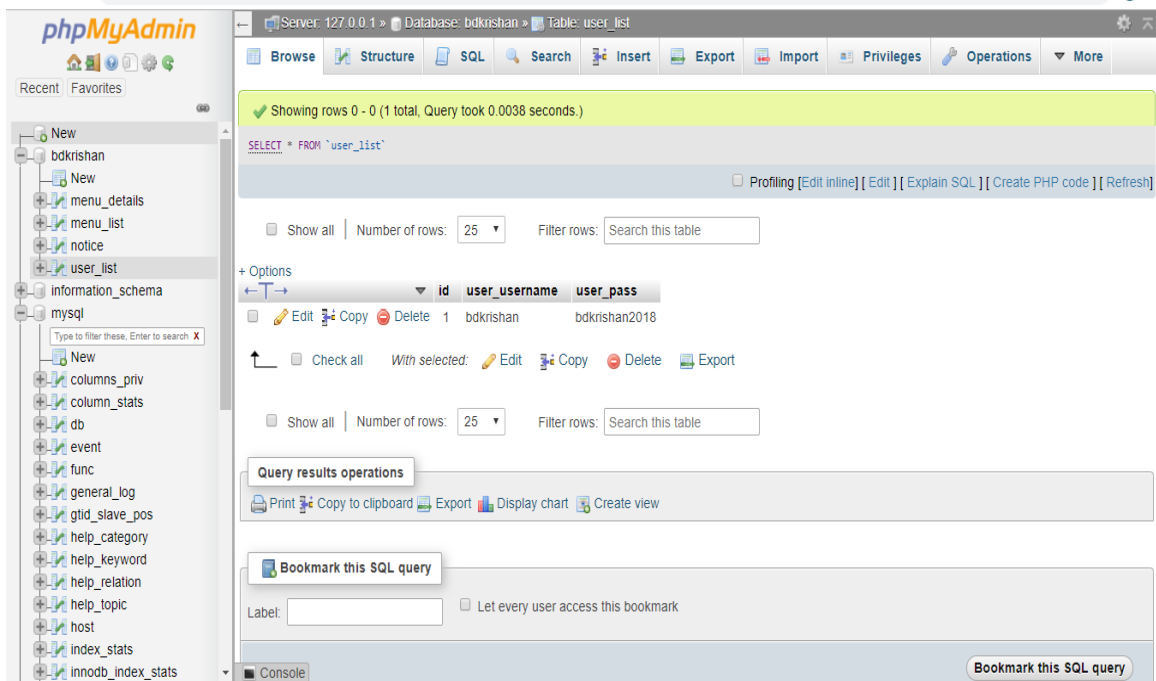 phpMyAdmin
Recent Favorites
New
bdkrishan
New
menu_details
menu_list
notice
user_list
information_schema
mysql
Type to filter these, Enter to search X
New
columns_priv
column_stats
db
event
func
general_log
gtid_slave_pos
help_category
help_keyword
help_relation
help_topic
host
index_stats
innodb_index_stats
Server: 127.0.0.1 » Database: bdkrishan » Table: user_list
Browse Structure SQL Search Insert Export Import Privileges Operations More
Showing rows 0 - 0 (1 total, Query took 0.0038 seconds.)
SELECT * FROM `user_list`
Profiling [Edit inline] [ Edit ] [ Explain SQL ] [ Create PHP code ] [ Refresh]
Show all Number of rows: 25 Filter rows: Search this table
+ Options
id user_username user_pass
Edit Copy Delete 1 bdkrishan bdkrishan2018
Check all With selected: Edit Copy Delete Export
Show all Number of rows: 25 Filter rows: Search this table
Query results operations
Print Copy to clipboard Export Display chart Create view
Bookmark this SQL query
Label: Let every user access this bookmark
Console
Bookmark this SQL query